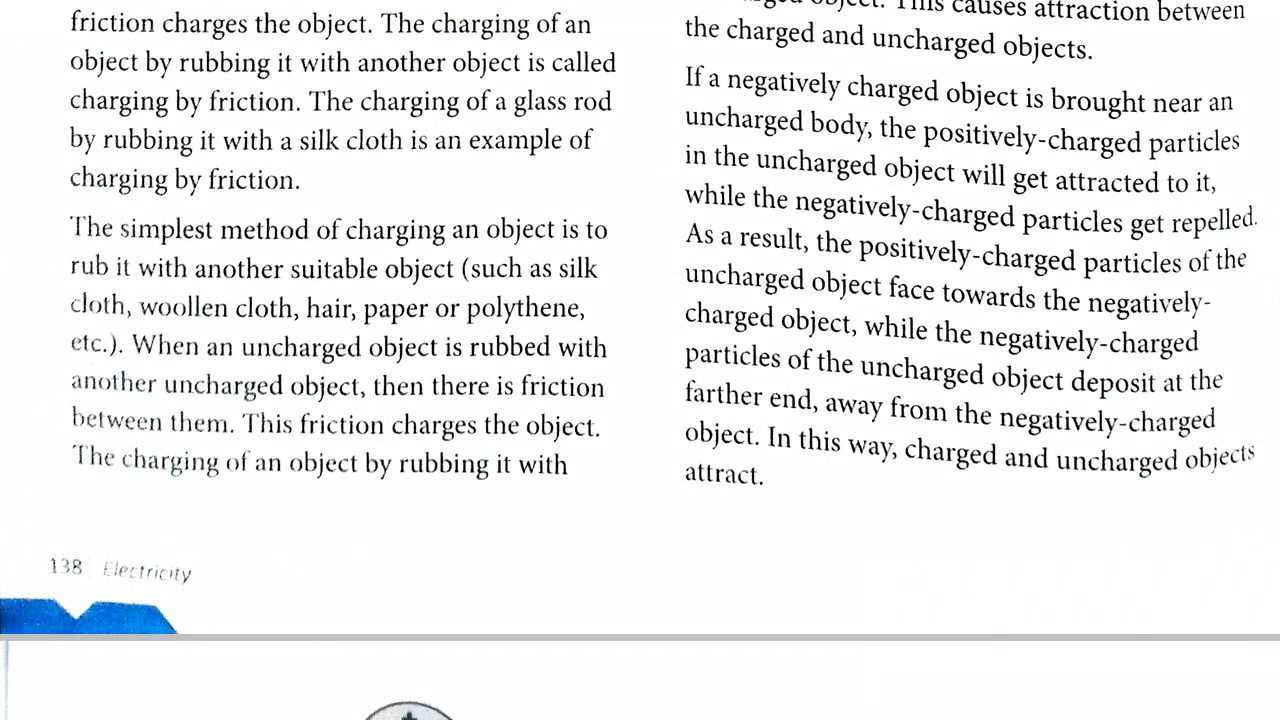 friction charges the object. The charging of an
object by rubbing it with another object is called
charging by friction. The charging of a glass rod
by rubbing it with a silk cloth is an example of
charging by friction.
The simplest method of charging an object is to
rub it with another suitable object (such as silk
cloth, woollen cloth, hair, paper or polythene,
etc.). When an uncharged object is rubbed with
another uncharged object, then there is friction
between them. This friction charges the object.
The charging of an object by rubbing it with
138 Electricity
object. This causes attraction between
the charged and uncharged objects.
If a negatively charged object is brought near an
uncharged body, the positively-charged particles
in the uncharged object will get attracted to it,
while the negatively-charged particles get repelled.
As a result, the positively-charged particles of the
uncharged object face towards the negatively-
charged object, while the negatively-charged
particles of the uncharged object deposit at the
farther end, away from the negatively-charged
object. In this way, charged and uncharged objects
attract.